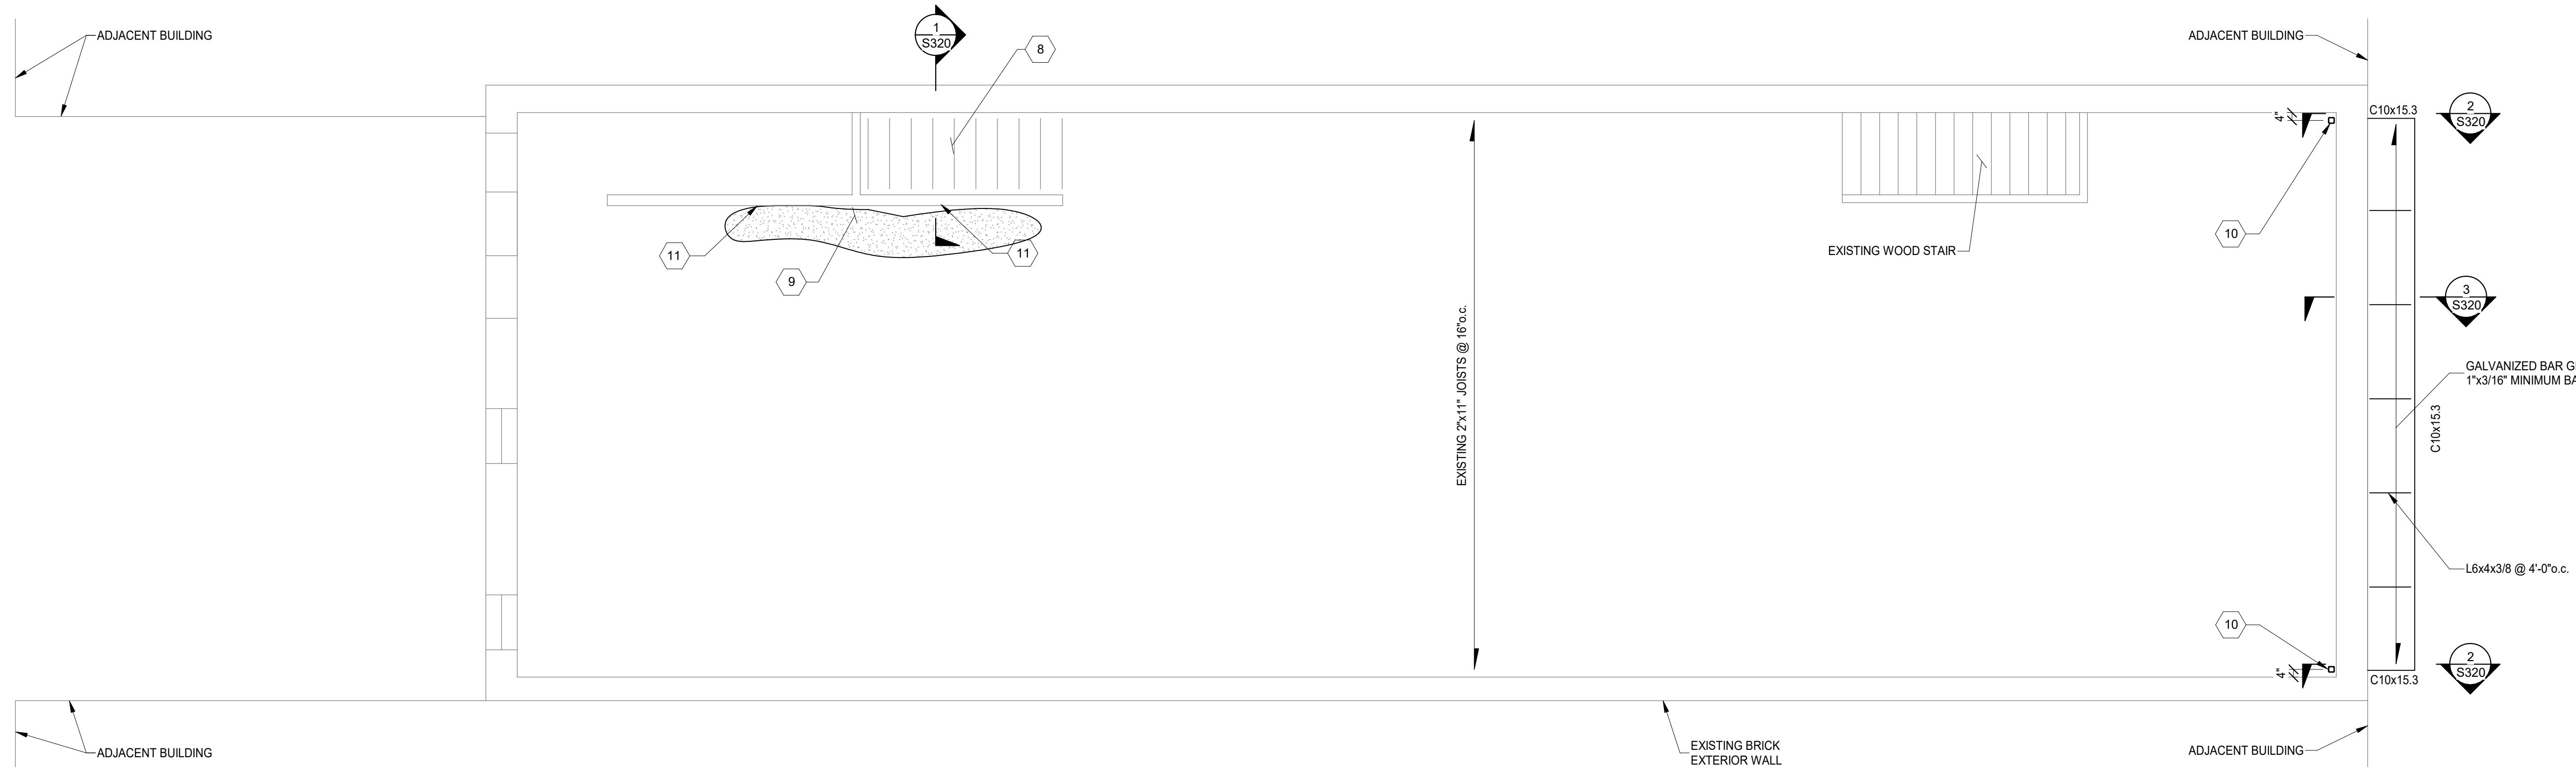 ADJACENT BUILDING
1
S320
8
ADJACENT BUILDING
C10x15.3
2
S320
4"
10
11
9
11
EXISTING WOOD STAIR
3
S320
EXISTING 2"x11" JOISTS @ 16"o.c.
GALVANIZED BAR G
1"x3/16" MINIMUM BA
C10x15.3
L6x4x3/8 @ 4'-0"o.c.
10
4"
2
S320
C10x15.3
ADJACENT BUILDING
EXISTING BRICK
EXTERIOR WALL
ADJACENT BUILDING